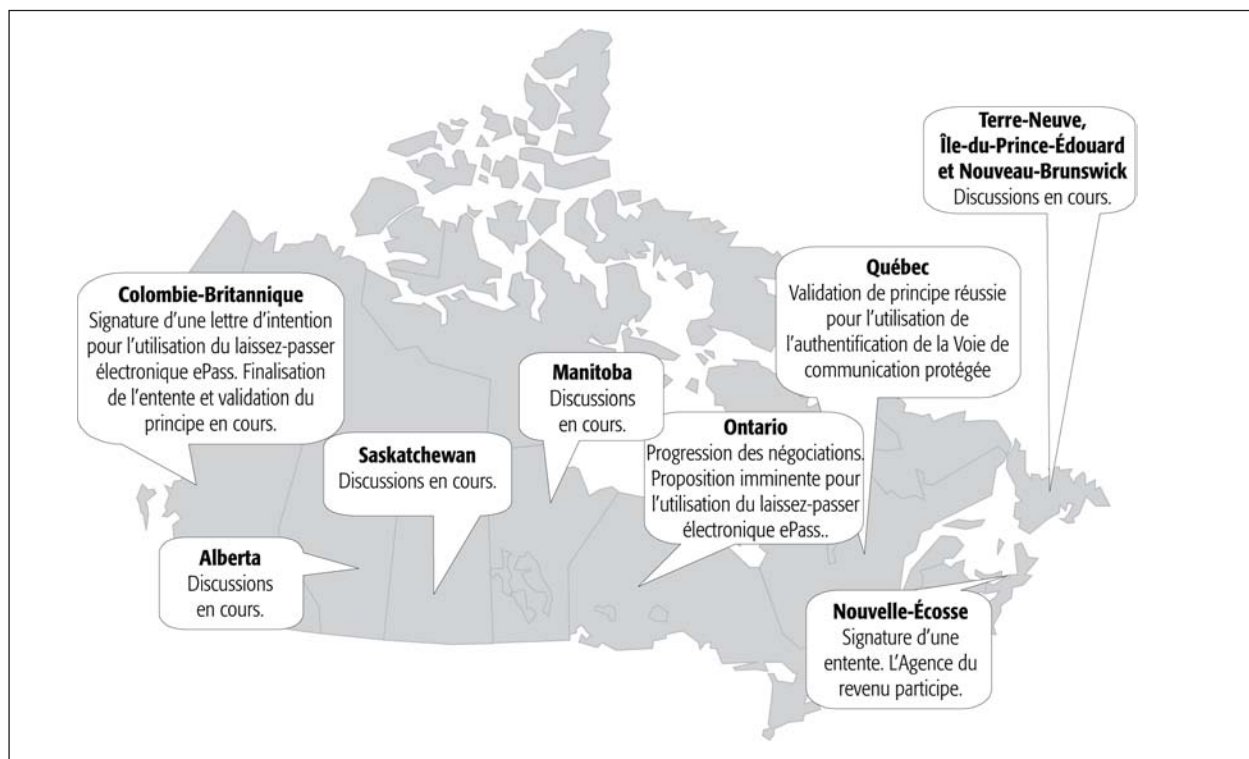 Terre-Neuve,
Île-du-Prince-Édouard
et Nouveau-Brunswick
Discussions en cours.
Québec
Validation de principe réussie
pour l'utilisation de
l'authentification de la Voie de
communication protégée
Colombie-Britannique
Signature d'une lettre d'intention
pour l'utilisation du laissez-passer
électronique ePass. Finalisation
de l'entente et validation du
principe en cours.
Manitoba
Discussions
en cours.
Ontario
Progression des négociations.
Proposition imminente pour
l'utilisation du laissez-passer
électronique ePass..
Saskatchewan
Discussions en cours.
Alberta
Discussions
en cours.
Nouvelle-Écosse
Signature d'une
entente. L'Agence du
revenu participe.